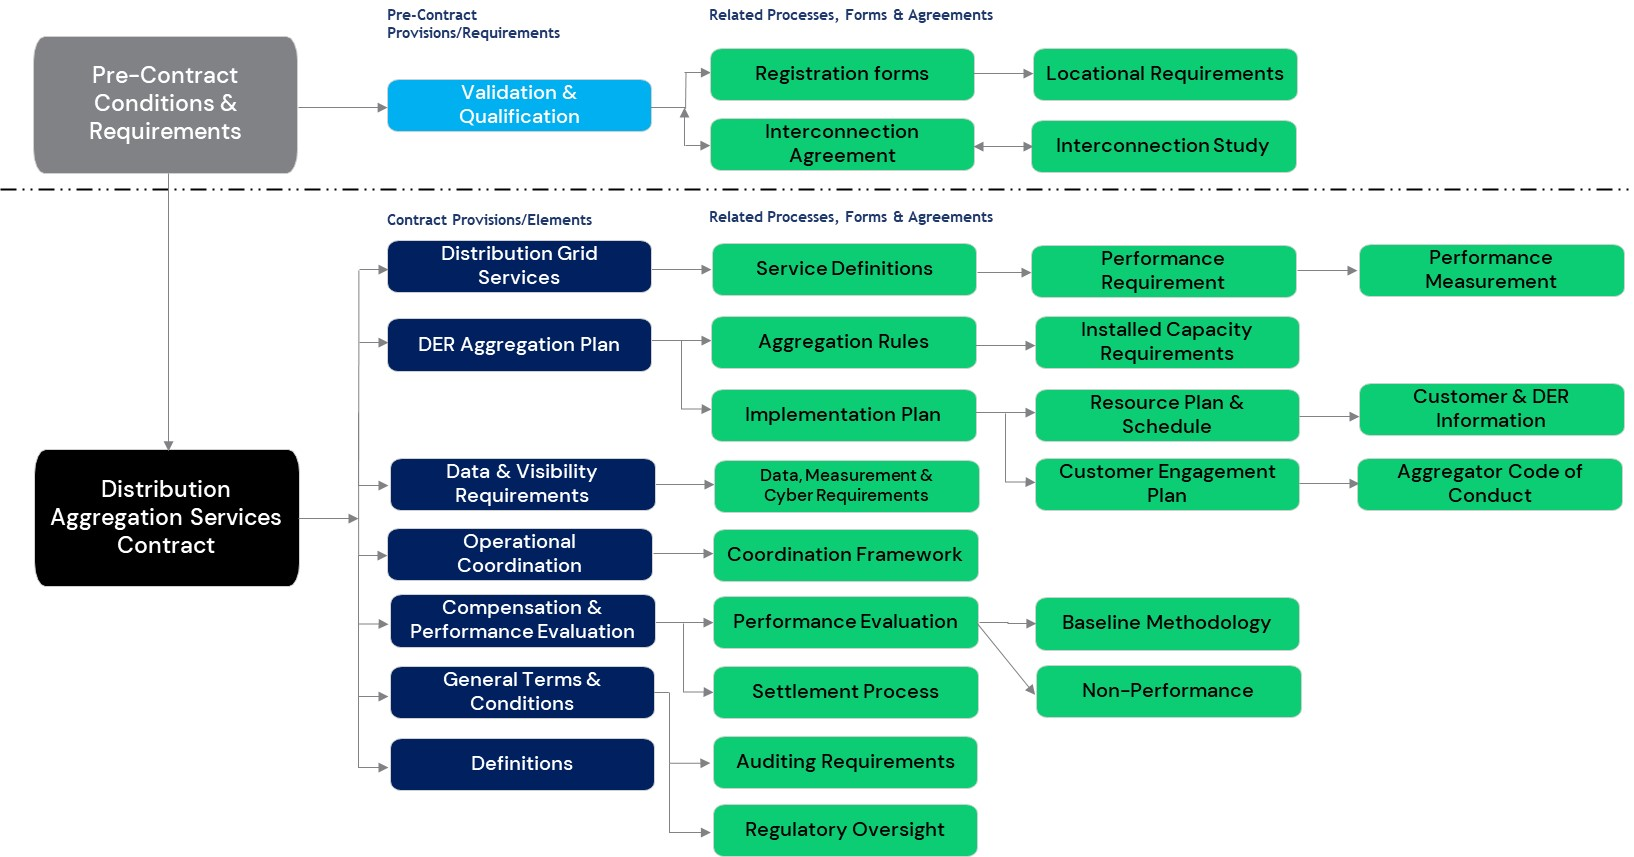 Pre-Contract
Provisions/Requirements
Related Processes, Forms & Agreements
Pre-Contract
Conditions &
Requirements
Validation &
Qualification
Registration forms
Locational Requirements
Interconnection
Agreement
Interconnection Study
Contract Provisions/Elements
Related Processes, Forms & Agreements
Distribution Grid
Services
Service Definitions
Performance
Requirement
Performance
Measurement
DER Aggregation Plan
Aggregation Rules
Installed Capacity
Requirements
Implementation Plan
Resource Plan &
Schedule
Customer & DER
Information
Customer Engagement
Plan
Aggregator Code of
Conduct
Distribution
Aggregation Services
Contract
Data & Visibility
Requirements
Data, Measurement &
Cyber Requirements
Operational
Coordination
Coordination Framework
Compensation &
Performance Evaluation
Performance Evaluation
Baseline Methodology
Settlement Process
Non-Performance
General Terms &
Conditions
Auditing Requirements
Regulatory Oversight
Definitions